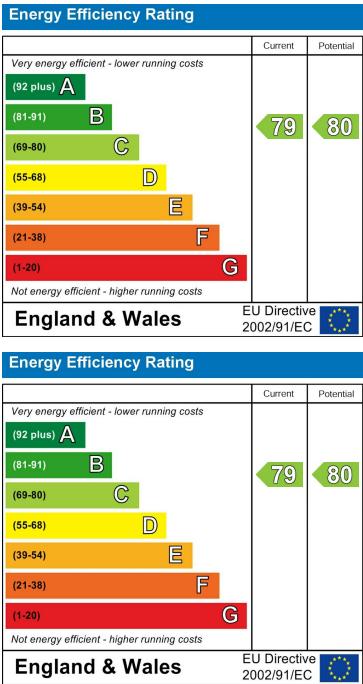 Energy Efficiency Rating
Current Potential
Very energy efficient - lower running costs
(92 plus) A
(81-91) B
79 80
(69-80) C
(55-68) D
(39-54) E
(21-38) F
(1-20) G
Not energy efficient - higher running costs
England & Wales
EU Directive
2002/91/EC
Energy Efficiency Rating
Current Potential
Very energy efficient - lower running costs
(92 plus) A
(81-91) B
79 80
(69-80) C
(55-68) D
(39-54) E
(21-38) F
(1-20) G
Not energy efficient - higher running costs
England & Wales
EU Directive
2002/91/EC